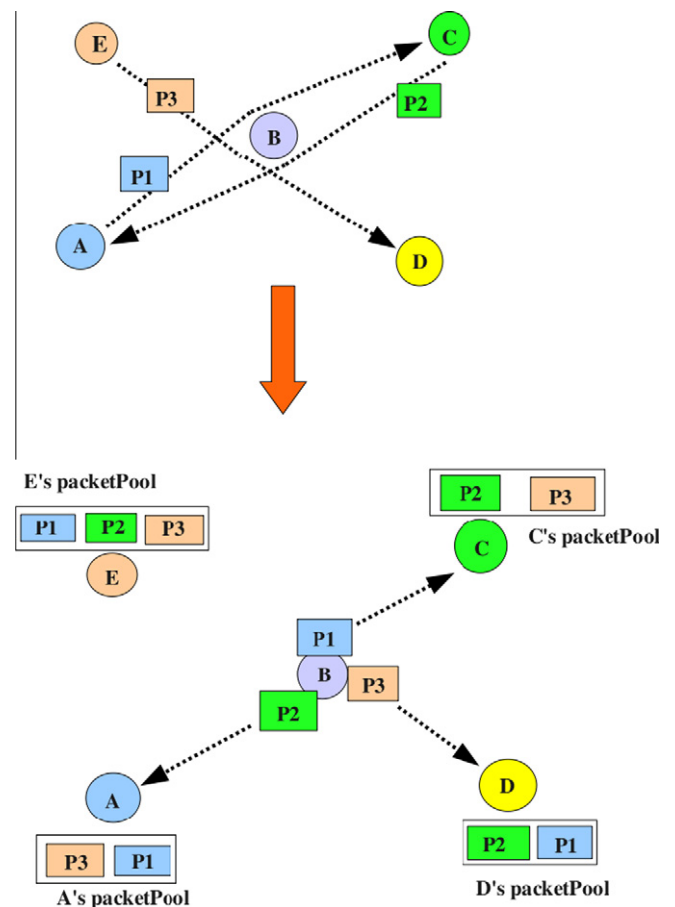 E
C
P3
P2
B
P1
A
D
E's packetPool
P1 P2 P3
E
P2 P3
C
C's packetPool
P1
B
P3
P2
A
P3 P1
A's packetPool
D
P2 P1
D's packetPool